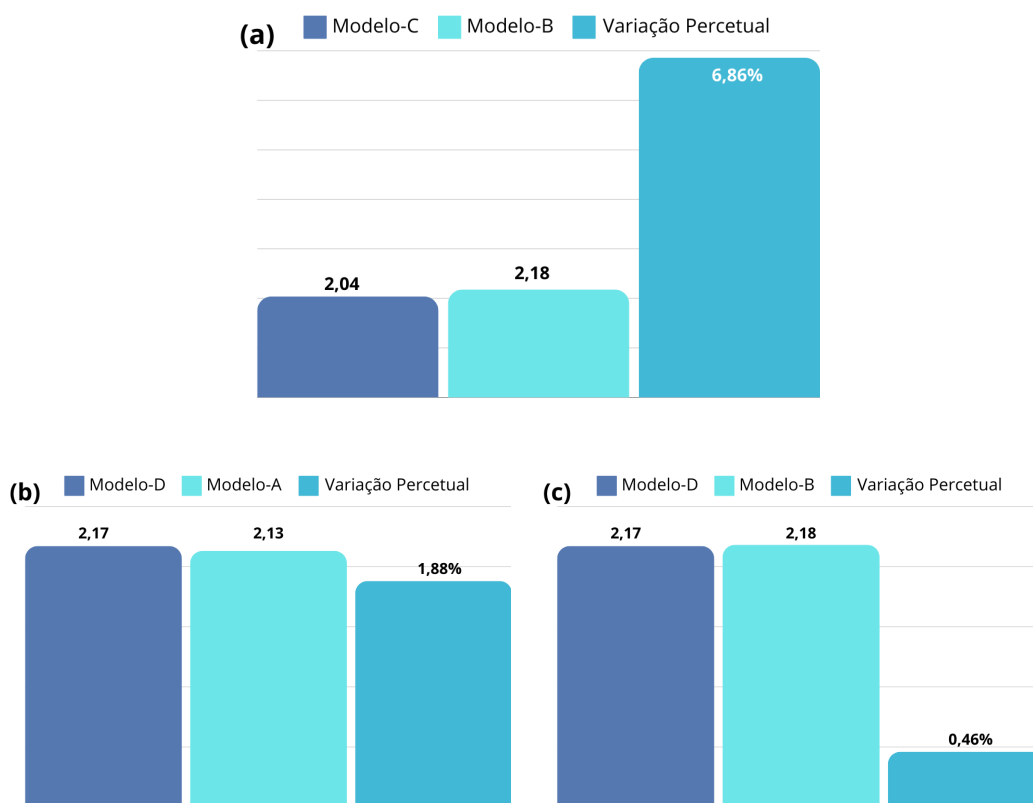 (a) Modelo-C Modelo-B Variação Percetual
6,86%
2,04 2,18
(b) Modelo-D Modelo-A Variação Percetual
2,17 2,13 1,88%
(c) Modelo-D Modelo-B Variação Percetual
2,17 2,18 0,46%